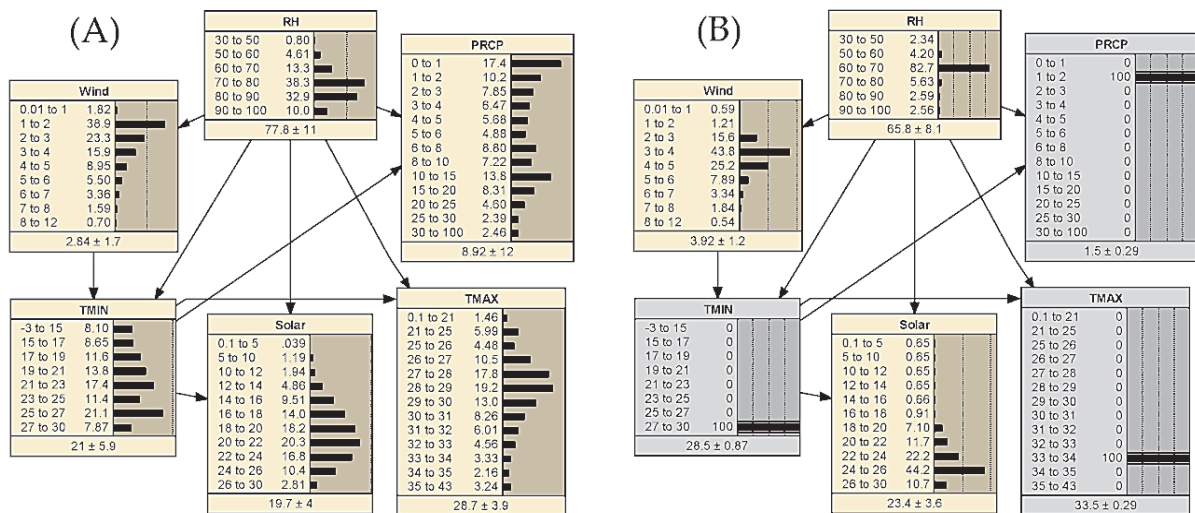 (A)
RH
30 to 50 0.80
50 to 60 4.61
60 to 70 13.3
70 to 80 38.3
80 to 90 32.9
90 to 100 10.0
77.8 ± 11
PRCP
0 to 1 17.4
1 to 2 10.2
2 to 3 7.85
3 to 4 6.47
4 to 5 5.68
5 to 6 4.88
6 to 8 8.80
8 to 10 7.22
10 to 15 13.8
15 to 20 8.31
20 to 25 4.60
25 to 30 2.39
30 to 100 2.46
8.92 ± 12
Wind
0.01 to 1 1.82
1 to 2 38.9
2 to 3 23.3
3 to 4 15.9
4 to 5 8.95
5 to 6 5.50
6 to 7 3.36
7 to 8 1.59
8 to 12 0.70
2.84 ± 1.7
TMIN
-3 to 15 8.10
15 to 17 8.65
17 to 19 11.6
19 to 21 13.8
21 to 23 17.4
23 to 25 11.4
25 to 27 21.1
27 to 30 7.87
21 ± 5.9
Solar
0.1 to 5 .039
5 to 10 1.19
10 to 12 1.94
12 to 14 4.86
14 to 16 9.51
16 to 18 14.0
18 to 20 18.2
20 to 22 20.3
22 to 24 16.8
24 to 26 10.4
26 to 30 2.81
19.7 ± 4
TMAX
0.1 to 21 1.46
21 to 25 5.99
25 to 26 4.48
26 to 27 10.5
27 to 28 17.8
28 to 29 19.2
29 to 30 13.0
30 to 31 8.26
31 to 32 6.01
32 to 33 4.56
33 to 34 3.33
34 to 35 2.16
35 to 43 3.24
28.7 ± 3.9
(B)
RH
30 to 50 2.34
50 to 60 4.20
60 to 70 82.7
70 to 80 5.63
80 to 90 2.59
90 to 100 2.56
65.8 ± 8.1
PRCP
0 to 1 0
1 to 2 100
2 to 3 0
3 to 4 0
4 to 5 0
5 to 6 0
6 to 8 0
8 to 10 0
10 to 15 0
15 to 20 0
20 to 25 0
25 to 30 0
30 to 100 0
1.5 ± 0.29
Wind
0.01 to 1 0.59
1 to 2 1.21
2 to 3 15.6
3 to 4 43.8
4 to 5 25.2
5 to 6 7.89
6 to 7 3.34
7 to 8 1.84
8 to 12 0.54
3.92 ± 1.2
TMIN
-3 to 15 0
15 to 17 0
17 to 19 0
19 to 21 0
21 to 23 0
23 to 25 0
25 to 27 0
27 to 30 100
28.5 ± 0.87
Solar
0.1 to 5 0.65
5 to 10 0.65
10 to 12 0.65
12 to 14 0.65
14 to 16 0.66
16 to 18 0.91
18 to 20 7.10
20 to 22 11.7
22 to 24 22.2
24 to 26 44.2
26 to 30 10.7
23.4 ± 3.6
TMAX
0.1 to 21 0
21 to 25 0
25 to 26 0
26 to 27 0
27 to 28 0
28 to 29 0
29 to 30 0
30 to 31 0
31 to 32 0
32 to 33 0
33 to 34 100
34 to 35 0
35 to 43 0
33.5 ± 0.29